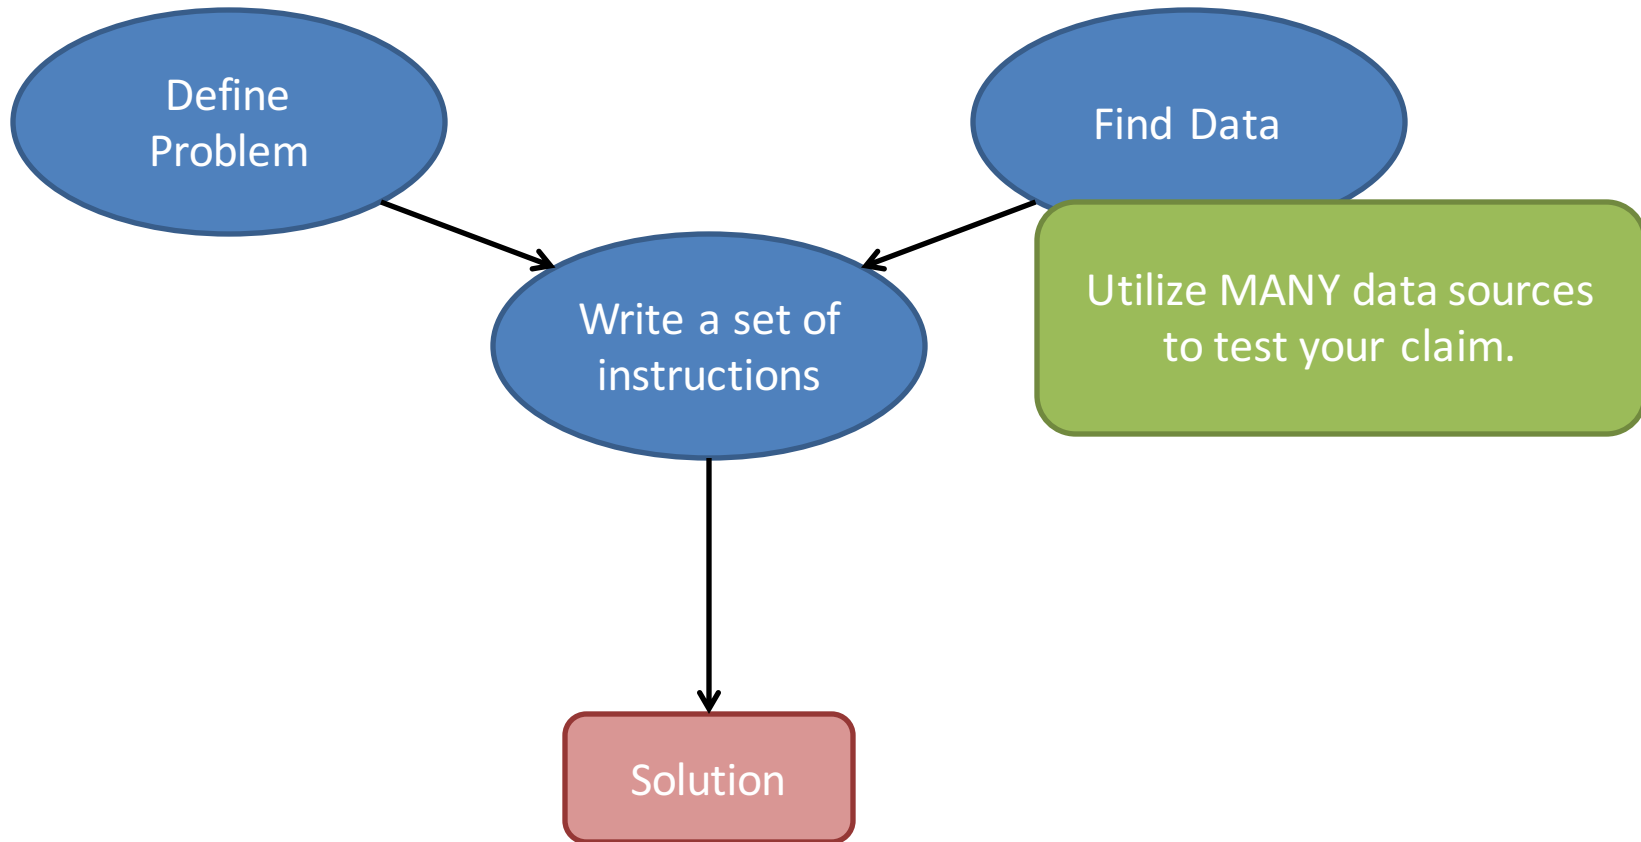 Define
Problem
Find Data
Write a set of
instructions
Utilize MANY data sources
to test your claim.
Solution